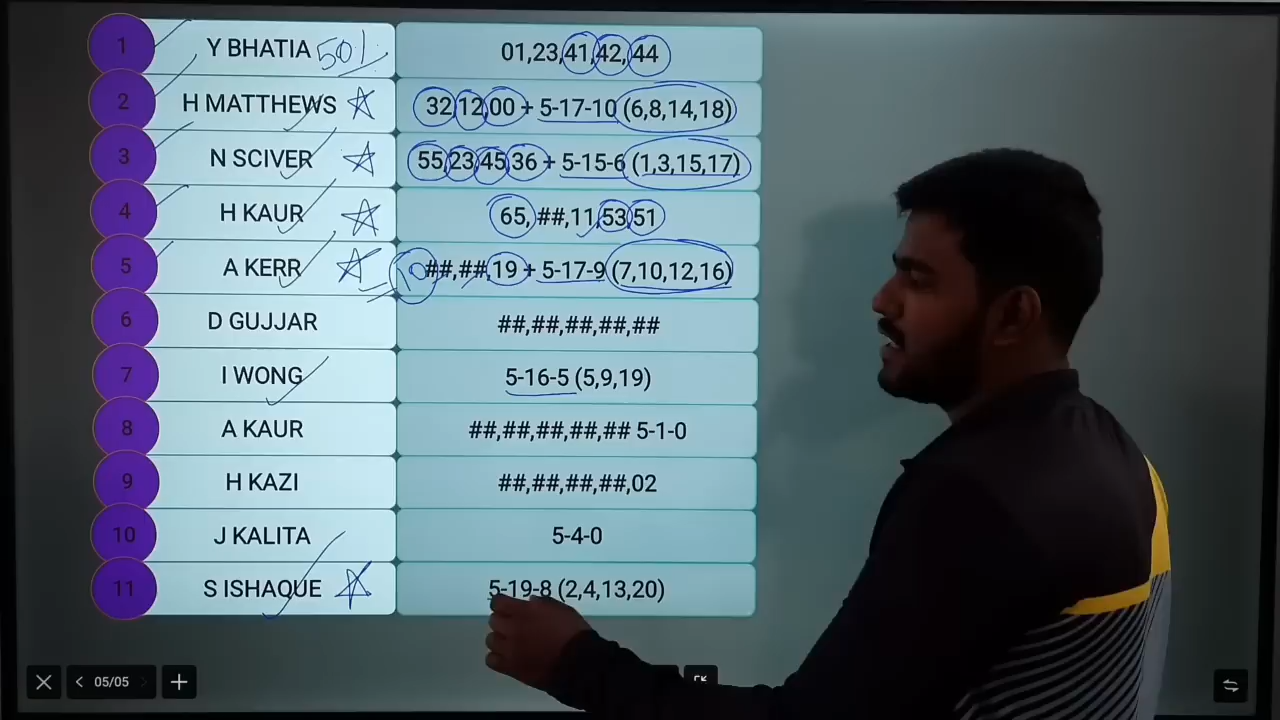 1 Y BHATIA 50% 01,23,41,42,44
2 H MATTHEWS 32,12,00 + 5-17-10 (6,8,14,18)
3 N SCIVER 55,23,45,36 + 5-15-6 (1,3,15,17)
4 H KAUR 65,##,11,53,51
5 A KERR 10 ##,##,19 + 5-17-9 (7,10,12,16)
6 D GUJJAR ##,##,##,##,##
7 I WONG 5-16-5 (5,9,19)
8 A KAUR ##,##,##,##,## 5-1-0
9 H KAZI ##,##,##,##,02
10 J KALITA 5-4-0
11 S ISHAQUE 5-19-8 (2,4,13,20)
05/05